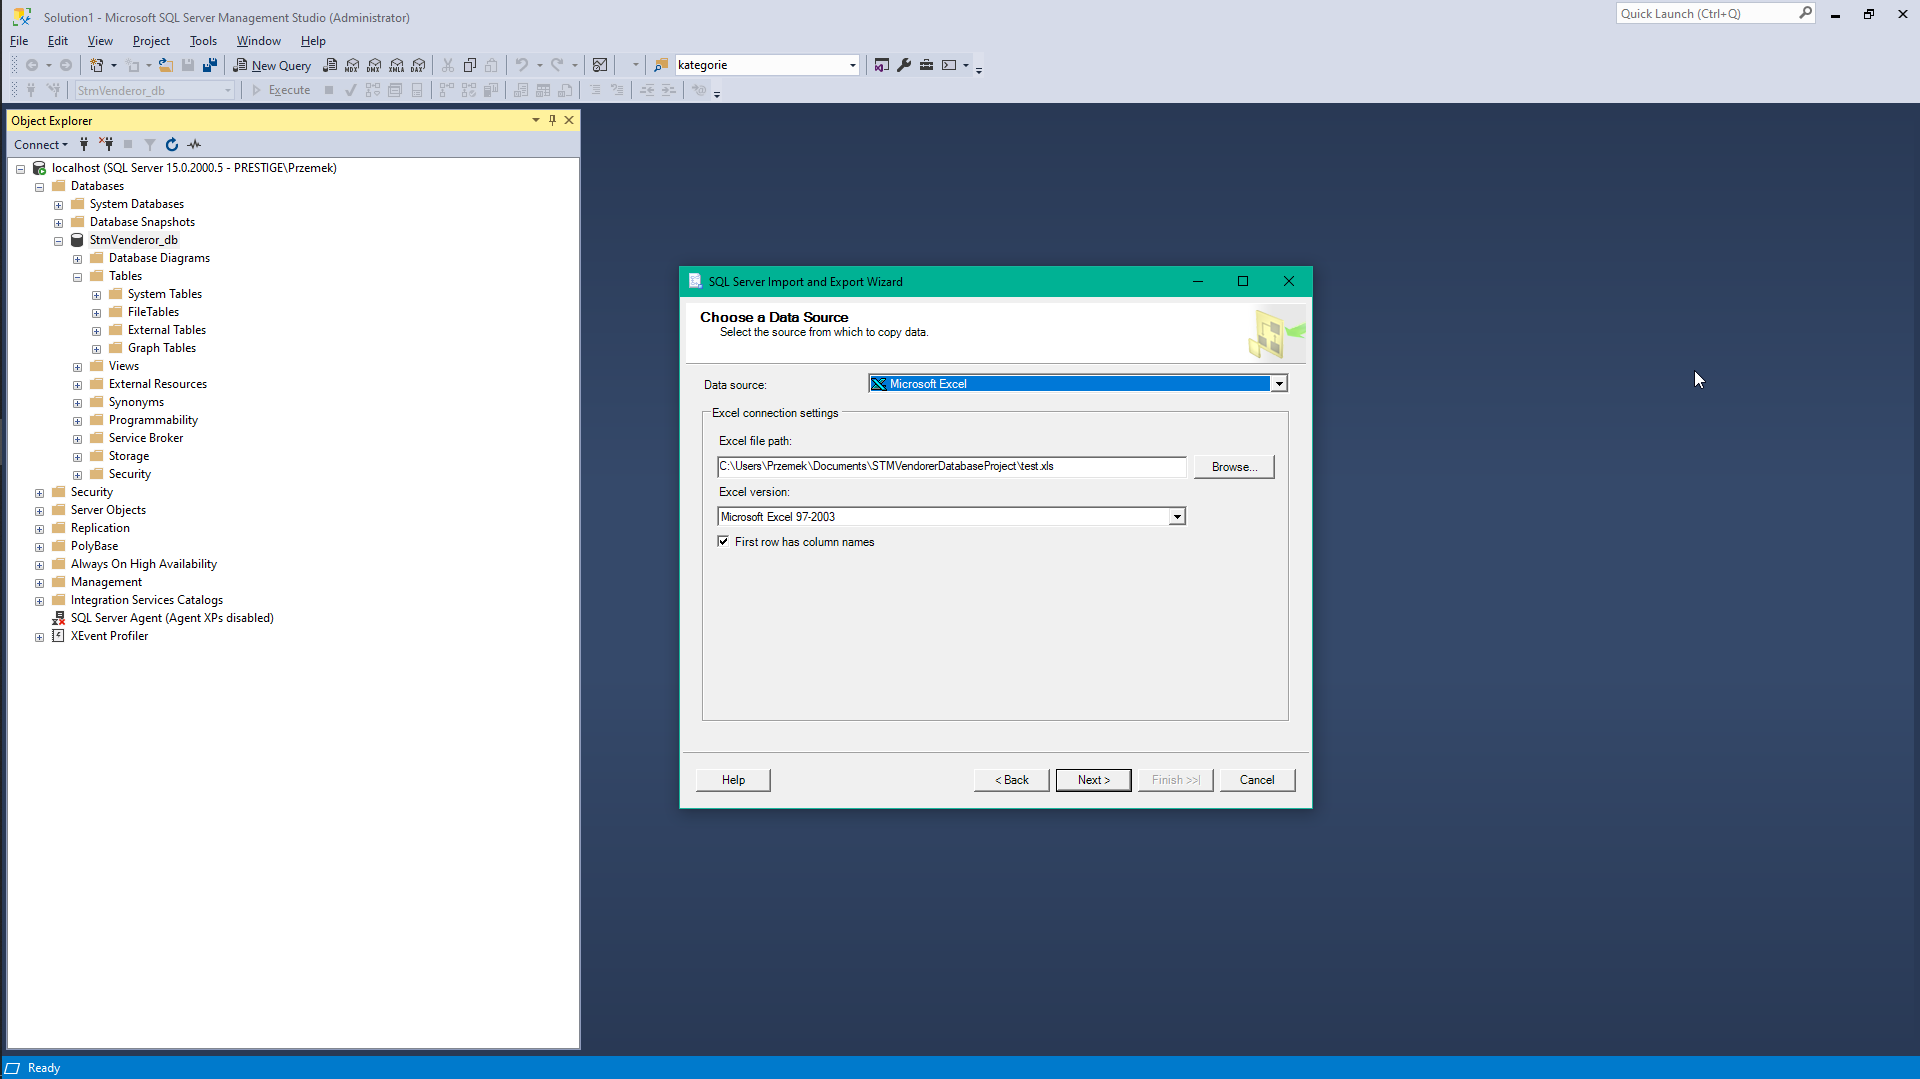 Solution1 - Microsoft SQL Server Management Studio (Administrator)
Quick Launch (Ctrl+Q)
File Edit View Project Tools Window Help
New Query MDX DMX XMLA DAX kategorie
StmVenderor_db Execute
Object Explorer
Connect
localhost (SQL Server 15.0.2000.5 - PRESTIGE\Przemek)
Databases
System Databases
Database Snapshots
StmVenderor_db
Database Diagrams
Tables
System Tables
FileTables
External Tables
Graph Tables
Views
External Resources
Synonyms
Programmability
Service Broker
Storage
Security
Security
Server Objects
Replication
PolyBase
Always On High Availability
Management
Integration Services Catalogs
SQL Server Agent (Agent XPs disabled)
XEvent Profiler
SQL Server Import and Export Wizard
Choose a Data Source
Select the source from which to copy data.
Data source: Microsoft Excel
Excel connection settings
Excel file path:
C:\Users\Przemek\Documents\STMVendorerDatabaseProject\test.xls Browse...
Excel version:
Microsoft Excel 97-2003
First row has column names
Help < Back Next > Finish >>| Cancel
Ready